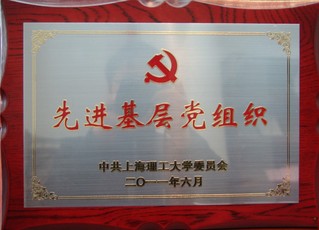 先进基层党组织
中共上海理工大学委员会
二〇一一年六月